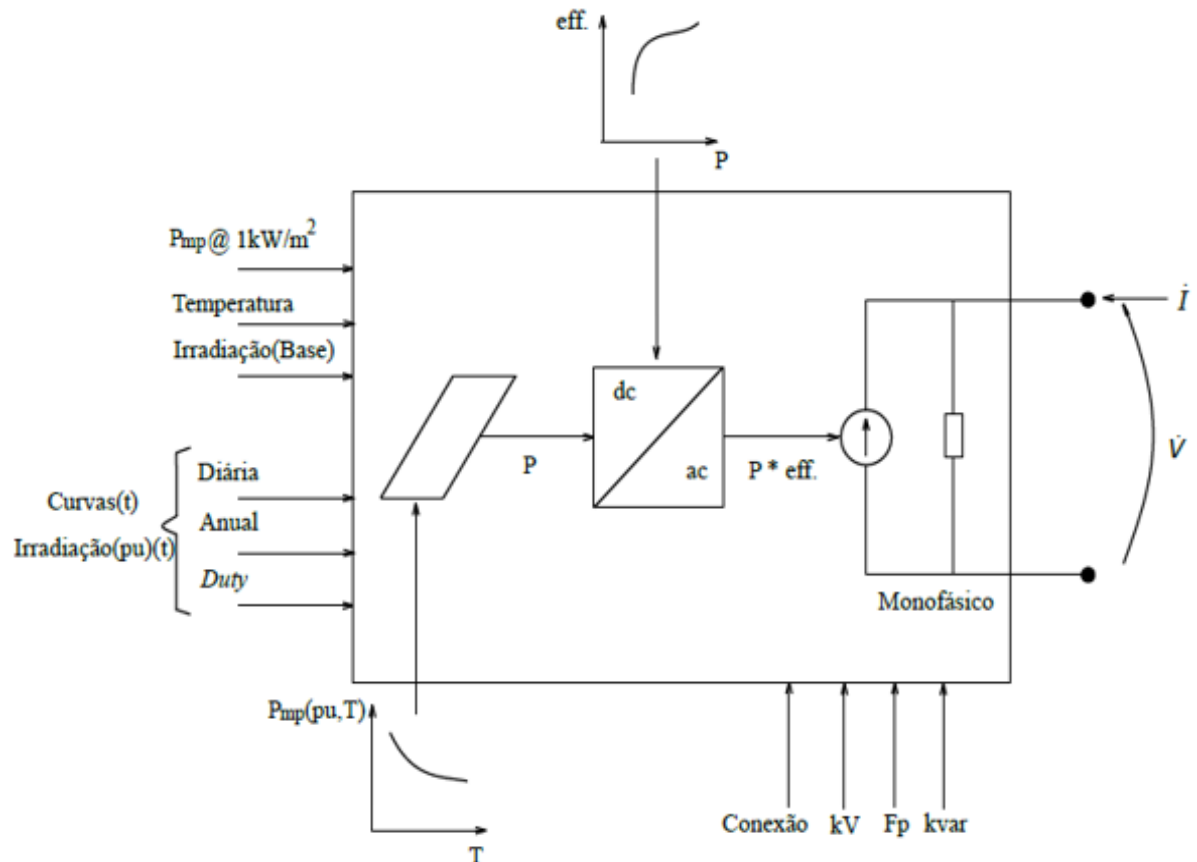 eff.
P
Pmp@ 1kW/m²
Temperatura
Irradiação(Base)
Diária
Curvas(t)
Anual
Irradiação(pu)(t)
Duty
dc
ac
P
P * eff.
Monofásico
İ
V̇
Pmp(pu,T)
T
Conexão
kV
Fp
kvar